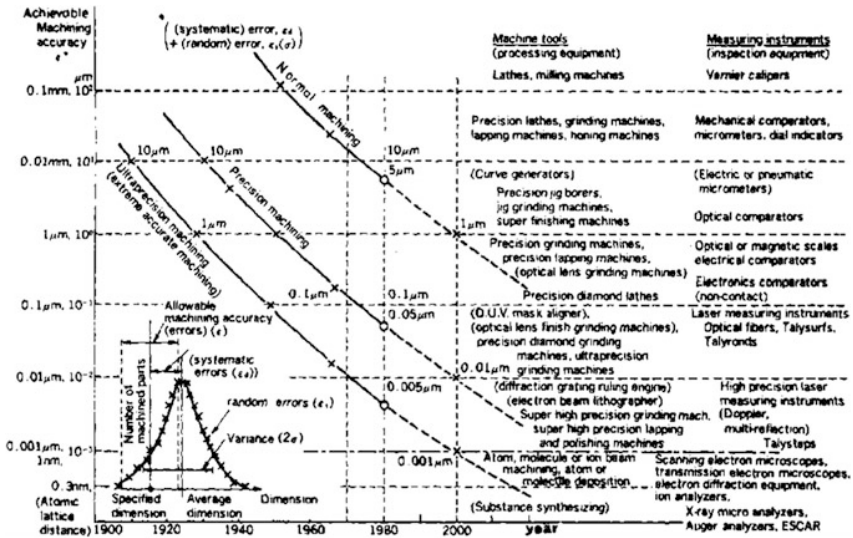 Achievable
Machining
accuracy
ε*
* ( (systematic) error, εd
+ (random) error, εr(σ) )
Machine tools
(processing equipment)
Measuring instruments
(inspection equipment)
μm
0.1mm, 10²
0.01mm, 10¹
1μm, 10⁰
0.1μm, 10⁻¹
0.01μm, 10⁻²
0.001μm, 10⁻³
1nm,
0.3nm
(Atomic
lattice
distance)
Normal machining
Precision machining
Ultraprecision machining
(extreme accurate machining)
10μm
10μm
10μm
5μm
1μm
1μm
0.1μm
0.1μm
0.05μm
0.01μm
0.005μm
0.001μm
Lathes, milling machines
Vernier calipers
Precision lathes, grinding machines,
lapping machines, honing machines
Mechanical comparators,
micrometers, dial indicators
(Curve generators)
Precision jig borers,
jig grinding machines,
super finishing machines
(Electric or pneumatic
micrometers)
Optical comparators
Precision grinding machines,
precision lapping machines,
(optical lens grinding machines)
Optical or magnetic scales
electrical comparators
Precision diamond lathes
Electronics comparators
(non-contact)
(D.U.V. mask aligner)
(optical lens finish grinding machines),
precision diamond grinding
machines, ultraprecision
grinding machines
Laser measuring instruments
Optical fibers, Talysurfs,
Talyronds
(diffraction grating ruling engine)
(electron beam lithographer)
Super high precision grinding mach.
super high precision lapping
and polishing machines
High precision laser
measuring instruments
(Doppler,
multi-reflection)
Talysteps
Atom, molecule or ion beam
machining, atom or
molecule deposition
Scanning electron microscopes,
transmission electron microscopes,
electron diffraction equipment,
ion analyzers,
(Substance synthesizing)
X-ray micro analyzers,
Auger analyzers, ESCAR
Allowable
machining accuracy
(errors) (ε)
(systematic
errors (εd))
random errors (εr)
Number of
machined parts
Variance (2σ)
Specified
dimension
Average
dimension
Dimension
1900
1920
1940
1960
1980
2000
2020
year